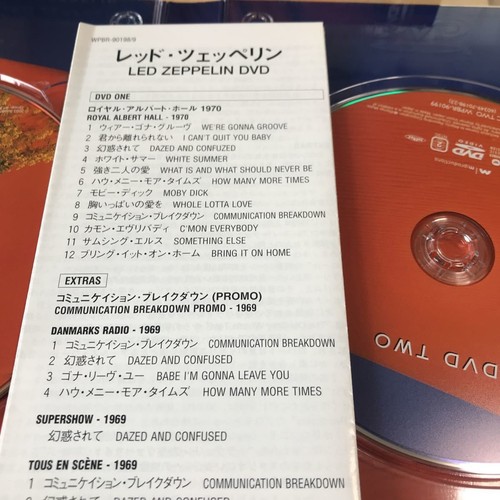 WPBR-90198/9
レッド・ツェッペリン
LED ZEPPELIN DVD
DVD ONE
ロイヤル・アルバート・ホール 1970
ROYAL ALBERT HALL - 1970
1 ウィアー・ゴナ・グルーヴ WE'RE GONNA GROOVE
2 君から離れられない I CAN'T QUIT YOU BABY
3 幻惑されて DAZED AND CONFUZED
4 ホワイト・サマー WHITE SUMMER
5 強き二人の愛 WHAT IS AND WHAT SHOULD NEVER BE
6 ハウ・メニー・モア・タイムズ HOW MANY MORE TIMES
7 モビー・ディック MOBY DICK
8 胸いっぱいの愛を WHOLE LOTTA LOVE
9 コミュニケイション・ブレイクダウン COMMUNICATION BREAKDOWN
10 カモン・エヴリバディ C'MON EVERYBODY
11 サムシング・エルス SOMETHING ELSE
12 ブリング・イット・オン・ホーム BRING IT ON HOME
EXTRAS
コミュニケイション・ブレイクダウン (PROMO)
COMMUNICATION BREAKDOWN PROMO - 1969
DANMARKS RADIO - 1969
1 コミュニケイション・ブレイクダウン COMMUNICATION BREAKDOWN
2 幻惑されて DAZED AND CONFUSED
3 ゴナ・リーヴ・ユー BABE I'M GONNA LEAVE YOU
4 ハウ・メニー・モア・タイムズ HOW MANY MORE TIMES
SUPERSHOW - 1969
幻惑されて DAZED AND CONFUSED
TOUS EN SCÈNE - 1969
1 コミュニケイション・ブレイクダウン COMMUNICATION BREAKDOWN
2 幻惑されて DAZED AND CONFUSED
DVD
VIDEO
2
DVD TWO